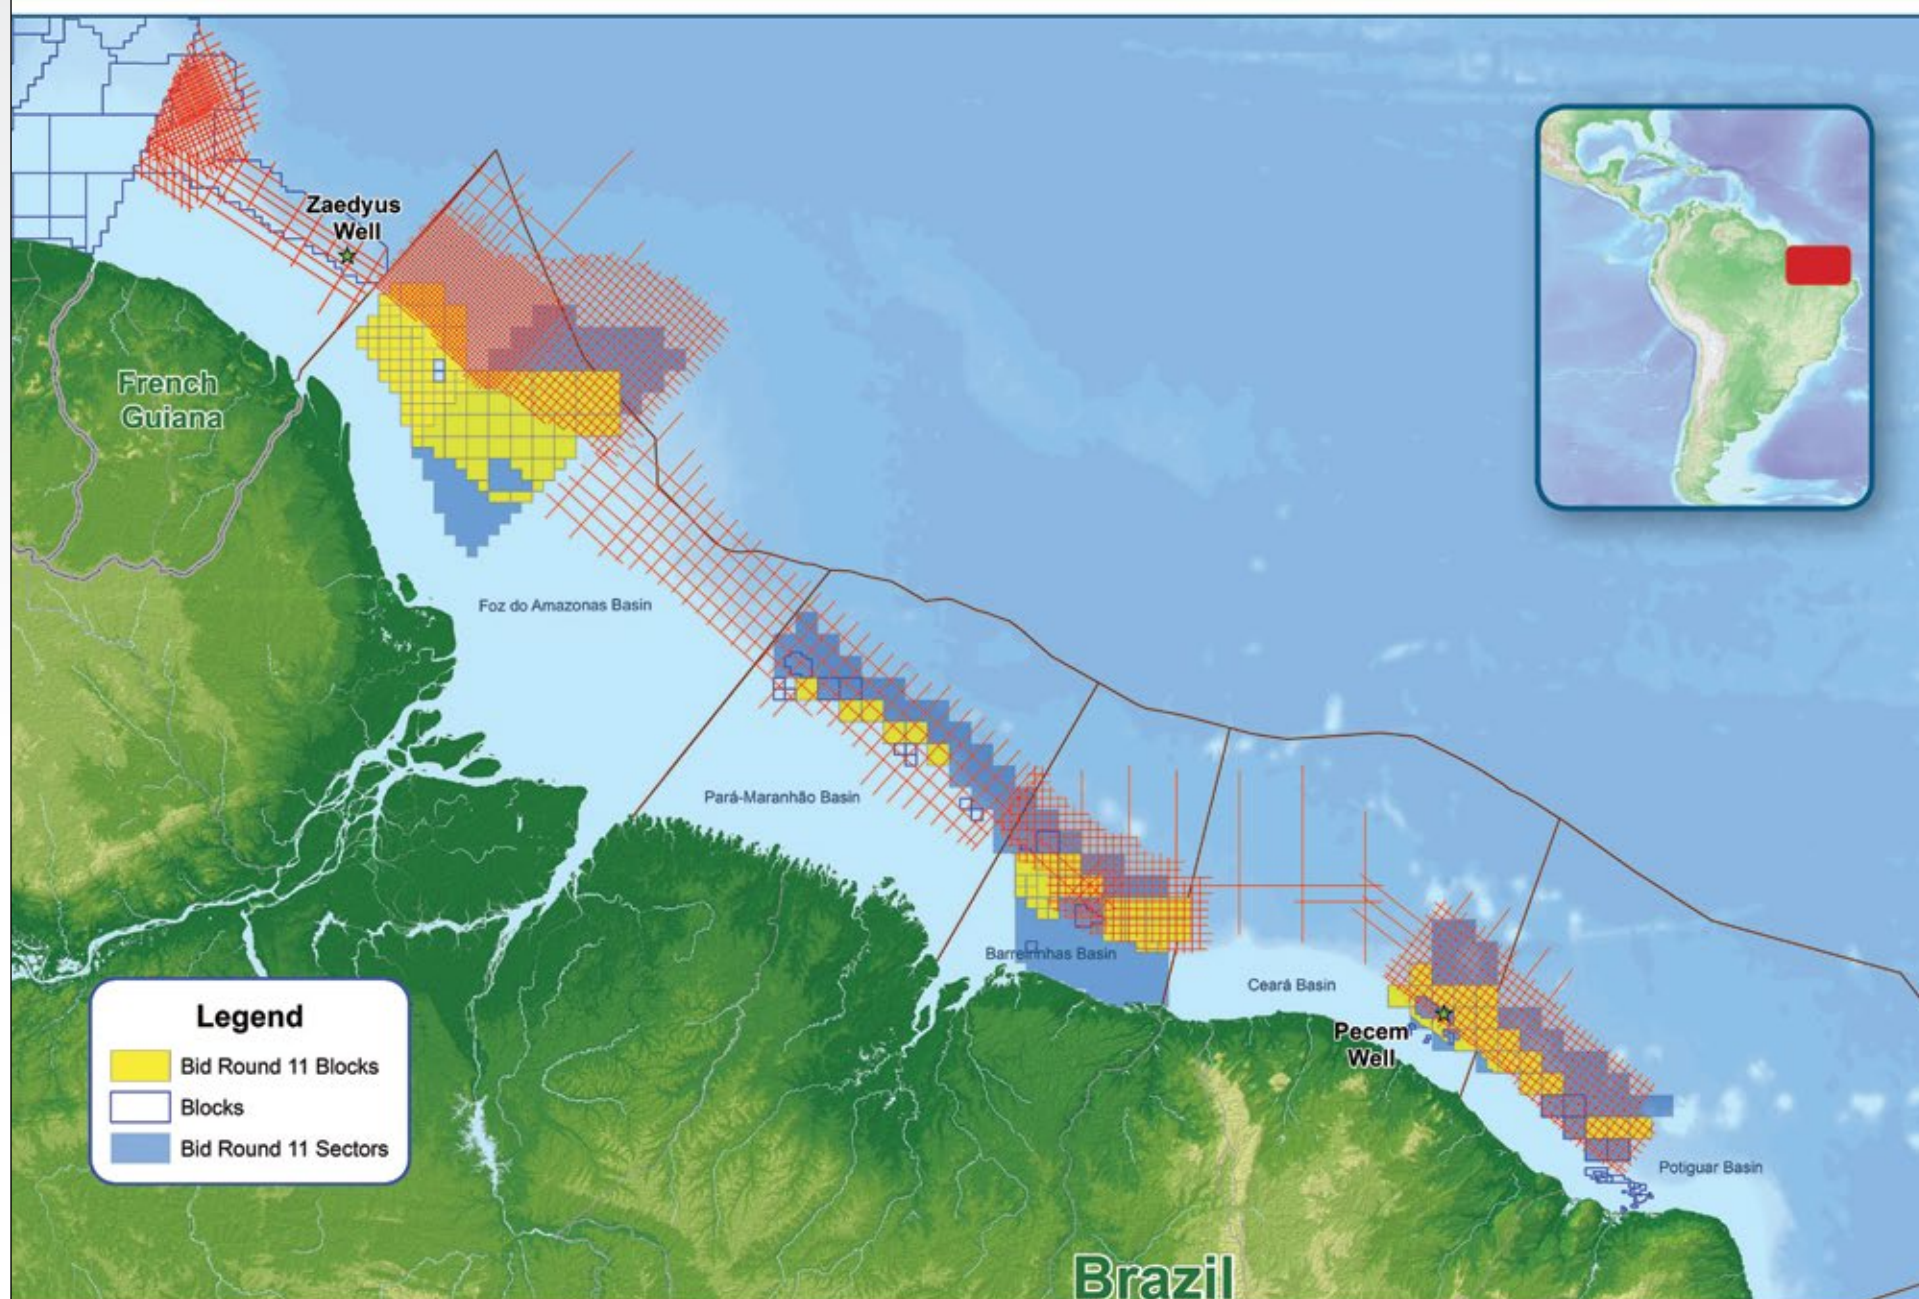 Zaedyus
Well
French
Guiana
Foz do Amazonas Basin
Pará-Maranhão Basin
Barreirinhas Basin
Ceará Basin
Pecem
Well
Potiguar Basin
Brazil
Legend
Bid Round 11 Blocks
Blocks
Bid Round 11 Sectors